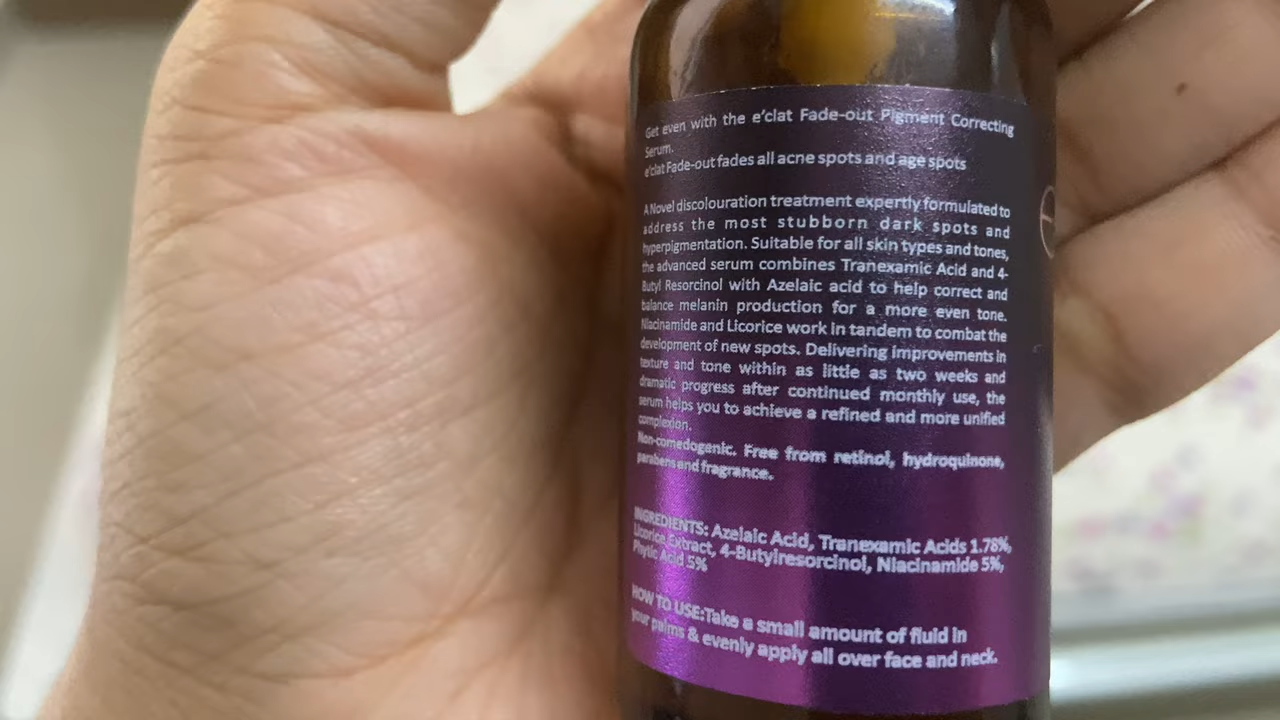 Get even with the e'clat Fade-out Pigment Correcting
Serum.
e'clat Fade-out fades all acne spots and age spots
A Novel discolouration treatment expertly formulated to
address the most stubborn dark spots and
hyperpigmentation. Suitable for all skin types and tones,
the advanced serum combines Tranexamic Acid and 4-
Butyl Resorcinol with Azelaic acid to help correct and
balance melanin production for a more even tone.
Niacinamide and Licorice work in tandem to combat the
development of new spots. Delivering improvements in
texture and tone within as little as two weeks and
dramatic progress after continued monthly use, the
serum helps you to achieve a refined and more unified
complexion.
Non-comedogenic. Free from retinol, hydroquinone,
parabens and fragrance.
INGREDIENTS: Azelaic Acid, Tranexamic Acids 1.78%,
Licorice Extract, 4-Butylresorcinol, Niacinamide 5%,
Phytic Acid 5%
HOW TO USE:Take a small amount of fluid in
your palms & evenly apply all over face and neck.